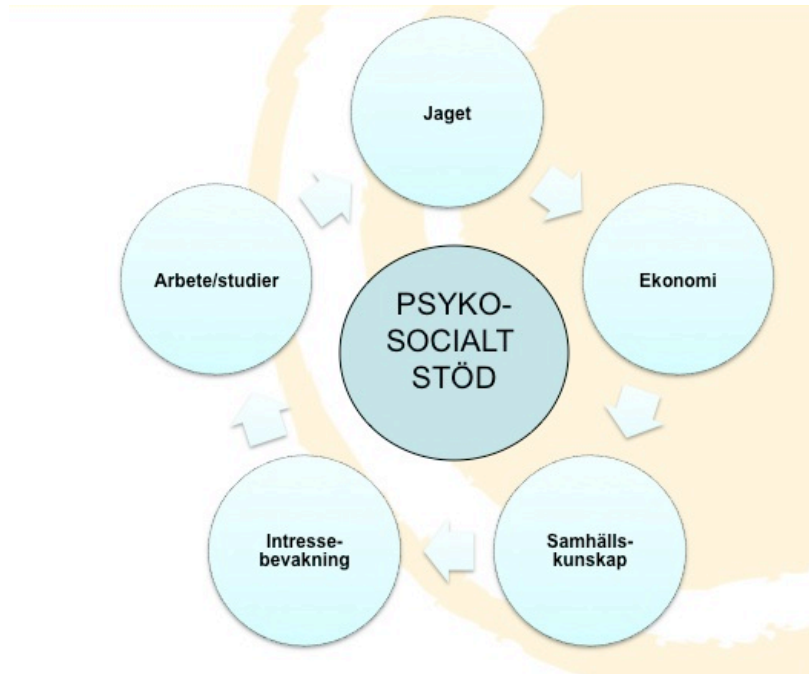 Jaget
Ekonomi
Samhälls-
kunskap
Intresse-
bevakning
Arbete/studier
PSYKO-
SOCIALT
STÖD